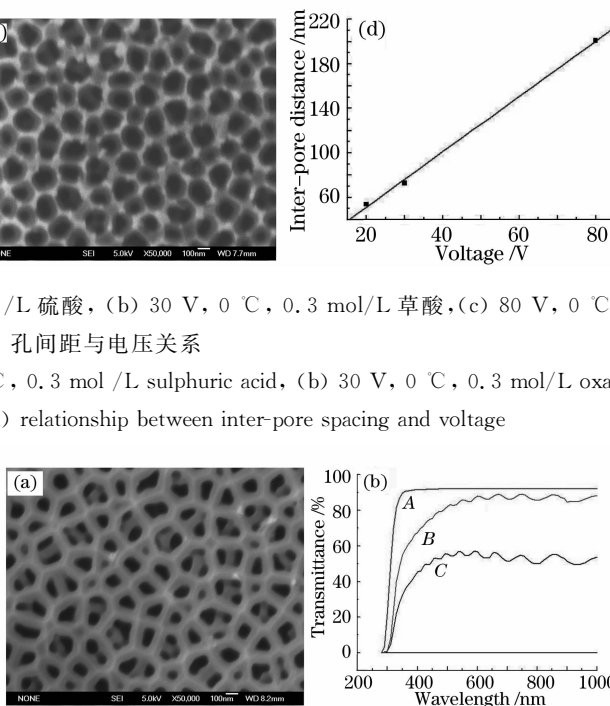 )
NONE SEI 5.0kV X50,000 100nm WD 7.7mm
(d)
Inter-pore distance /nm
220
180
140
100
60
20 40 60 80
Voltage /V
/L 硫酸, (b) 30 V, 0 ℃, 0.3 mol/L 草酸,(c) 80 V, 0 ℃
孔间距与电压关系
℃, 0.3 mol /L sulphuric acid, (b) 30 V, 0 ℃, 0.3 mol/L oxa
) relationship between inter-pore spacing and voltage
(a)
NONE SEI 5.0kV X50,000 100nm WD 8.2mm
(b)
Transmittance /%
100
80
60
40
20
0
A
B
C
200 400 600 800 1000
Wavelength /nm